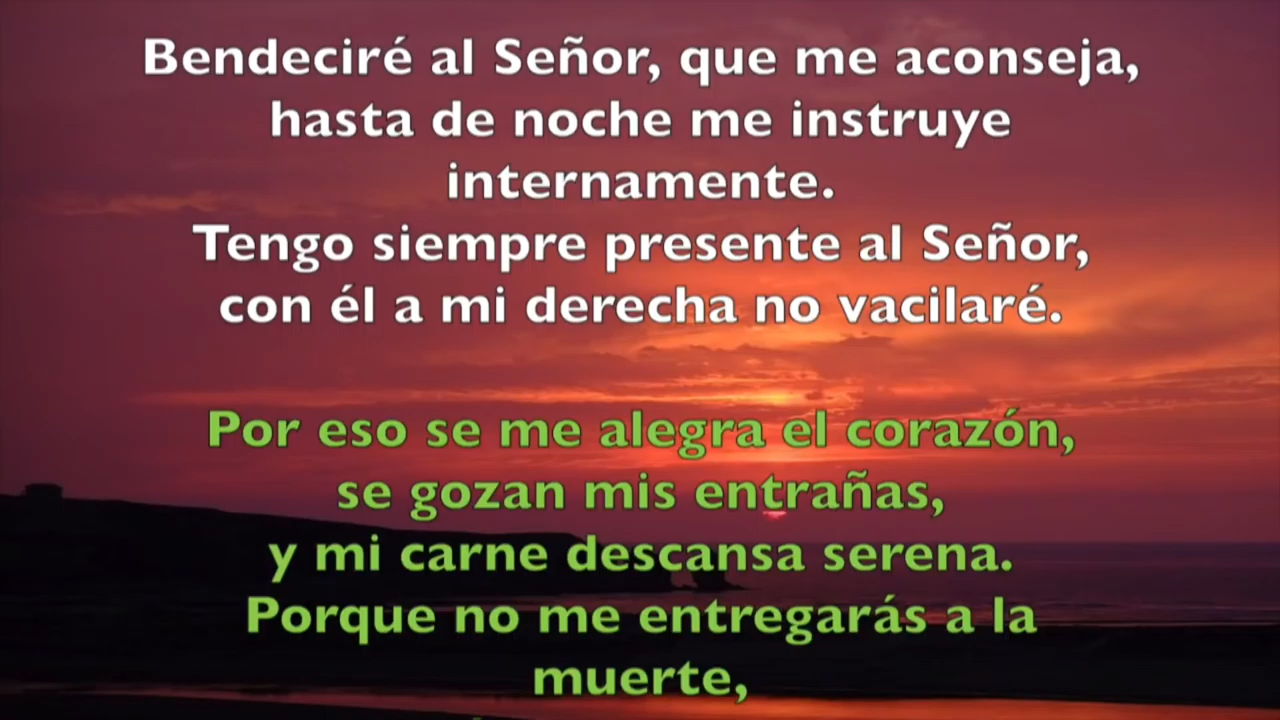 Bendeciré al Señor, que me aconseja,
hasta de noche me instruye
internamente.
Tengo siempre presente al Señor,
con él a mi derecha no vacilaré.
Por eso se me alegra el corazón,
se gozan mis entrañas,
y mi carne descansa serena.
Porque no me entregarás a la
muerte,